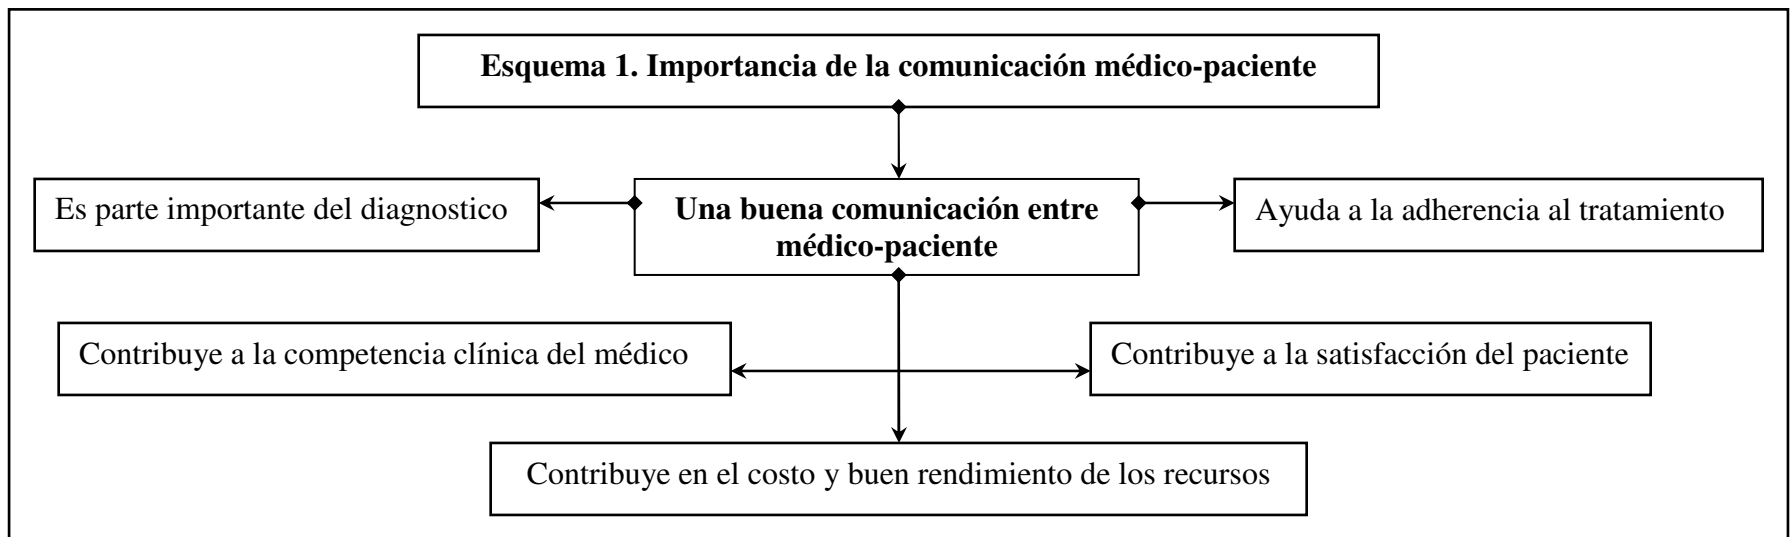 Esquema 1. Importancia de la comunicación médico-paciente
Es parte importante del diagnostico
Una buena comunicación entre
médico-paciente
Ayuda a la adherencia al tratamiento
Contribuye a la competencia clínica del médico
Contribuye a la satisfacción del paciente
Contribuye en el costo y buen rendimiento de los recursos